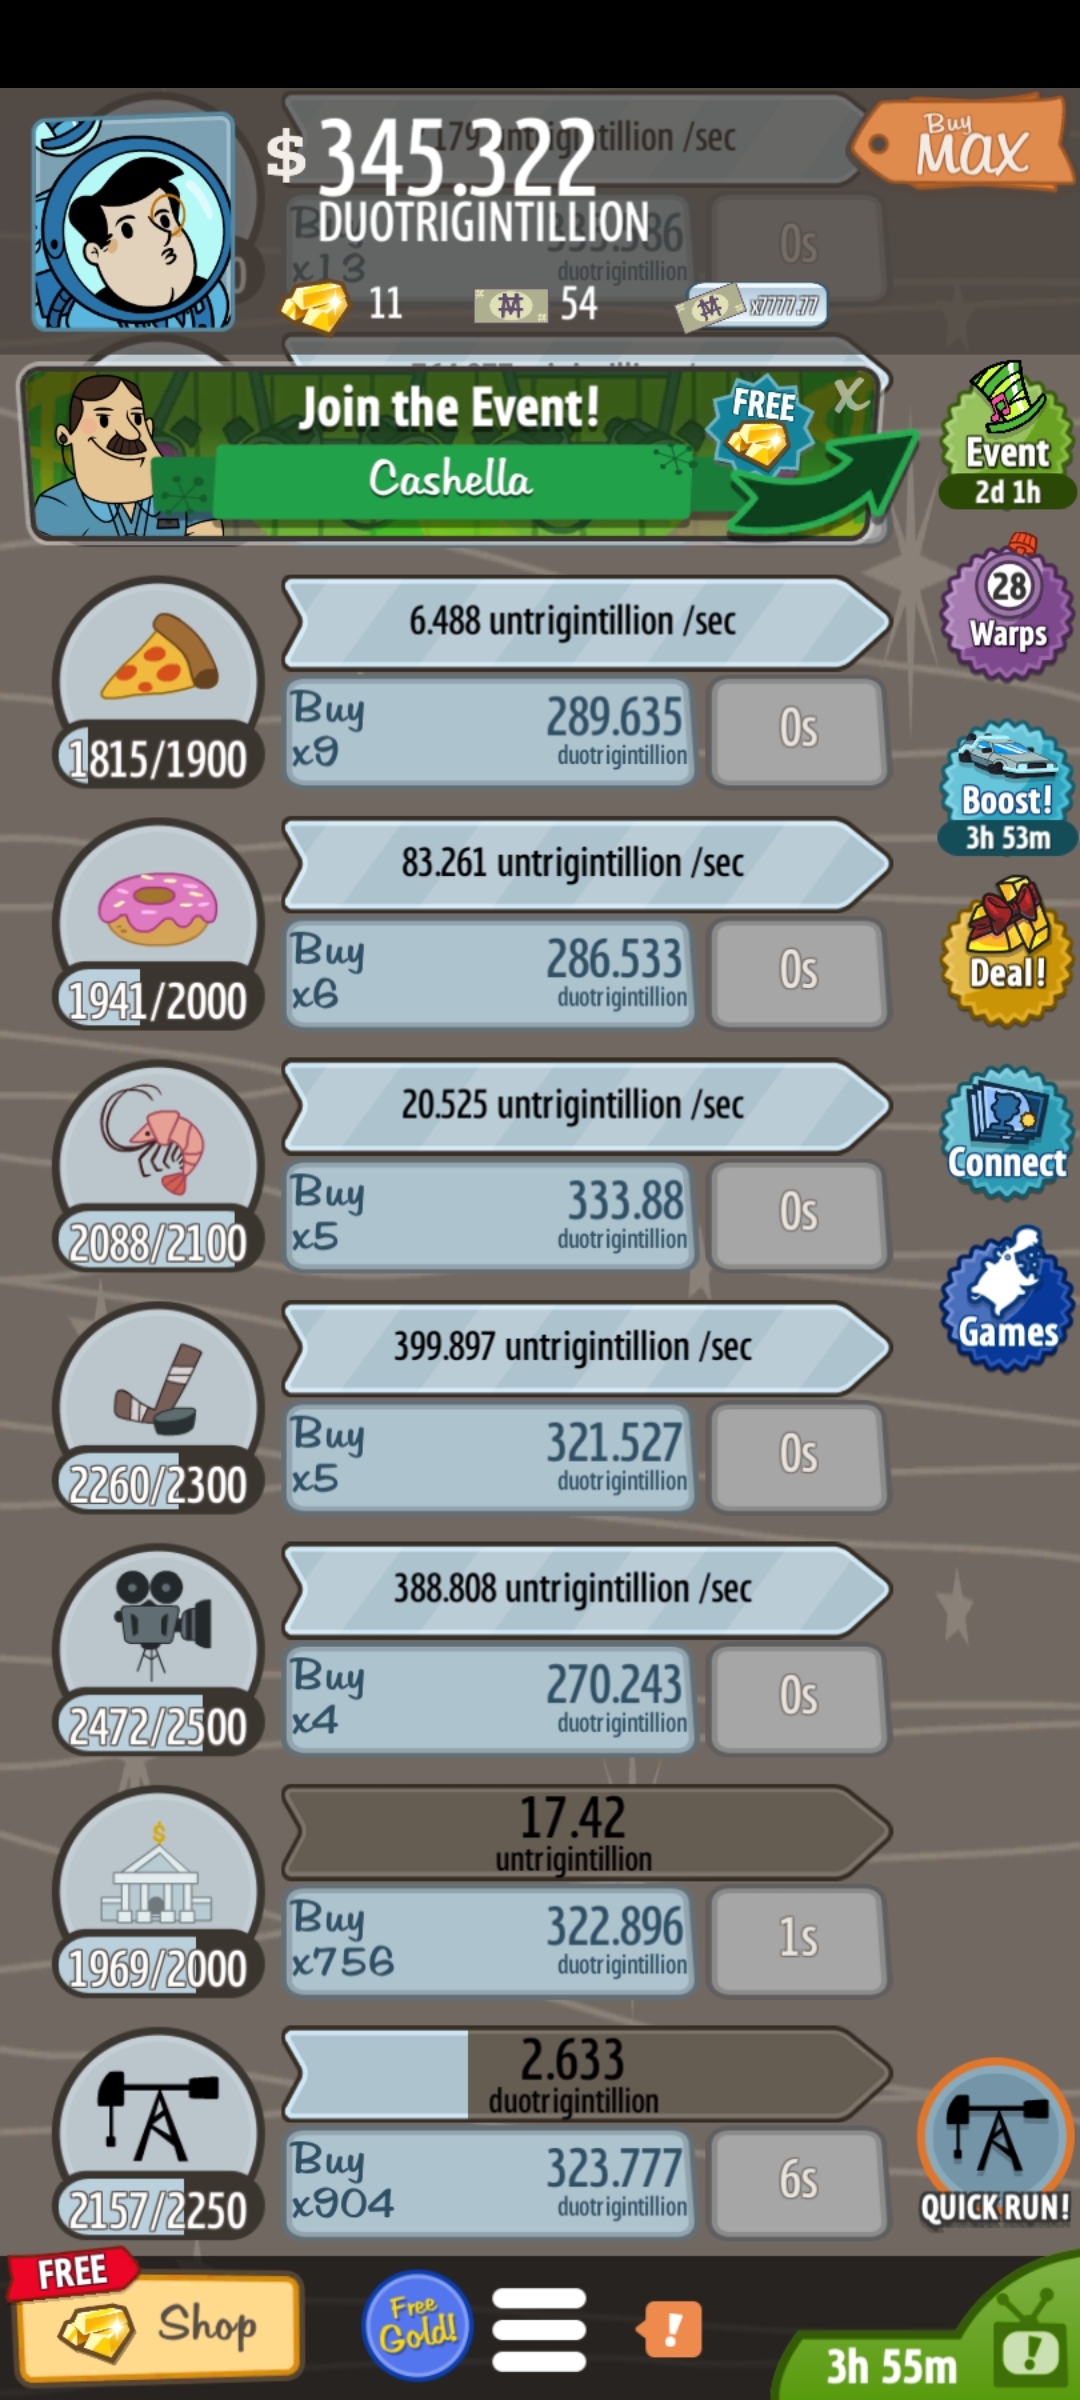 $ 345.322
DUOTRIGINTILLION
Buy
MAX
untrigintillion /sec
Buy
x13
duotrigintillion
0s
11
54
x7777.77
Join the Event!
Cashella
FREE
X
Event
2d 1h
6.488 untrigintillion /sec
1815/1900
Buy
x9
289.635
duotrigintillion
0s
28
Warps
83.261 untrigintillion /sec
1941/2000
Buy
x6
286.533
duotrigintillion
0s
Boost!
3h 53m
Deal!
20.525 untrigintillion /sec
2088/2100
Buy
x5
333.88
duotrigintillion
0s
Connect
Games
399.897 untrigintillion /sec
2260/2300
Buy
x5
321.527
duotrigintillion
0s
388.808 untrigintillion /sec
2472/2500
Buy
x4
270.243
duotrigintillion
0s
$
17.42
untrigintillion
1969/2000
Buy
x756
322.896
duotrigintillion
1s
2.633
duotrigintillion
2157/2250
Buy
x904
323.777
duotrigintillion
6s
QUICK RUN!
FREE
Shop
Free
Gold!
!
3h 55m
!